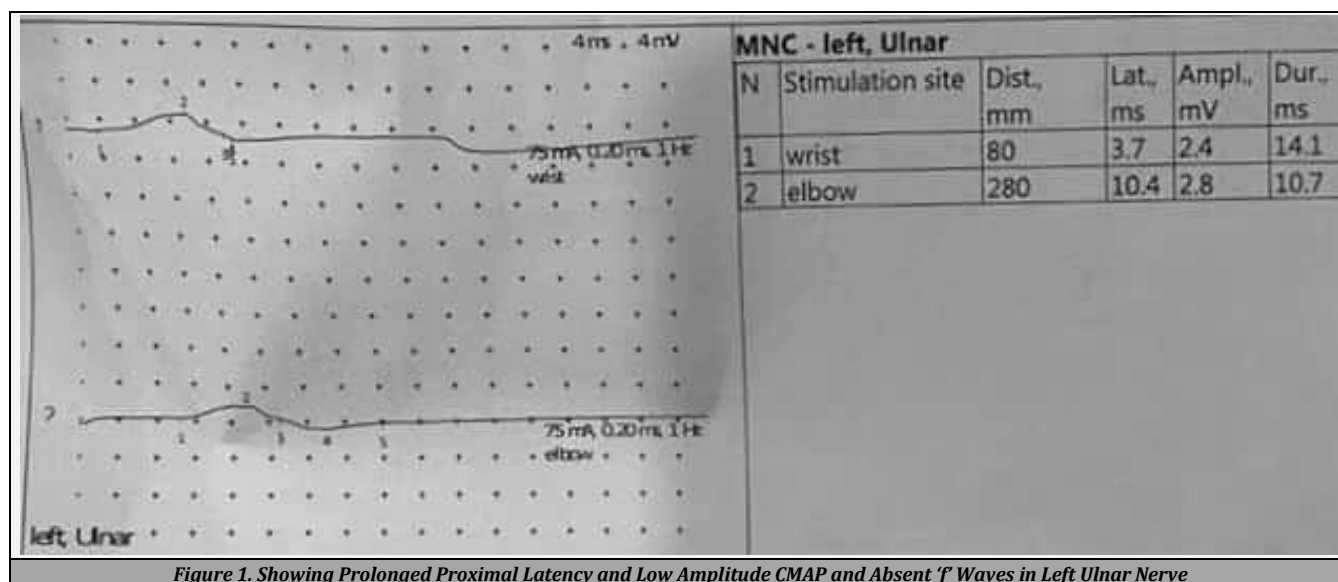 4ms . 4mV
1
2
3
75 mA, 0.20 ms, 1 Hz
wrist
2
2
1
3
4
5
75 mA, 0.20 ms, 1 Hz
elbow
left, Ulnar
MNC - left, Ulnar
N Stimulation site Dist., mm Lat., ms Ampl., mV Dur., ms
1 wrist 80 3.7 2.4 14.1
2 elbow 280 10.4 2.8 10.7
Figure 1. Showing Prolonged Proximal Latency and Low Amplitude CMAP and Absent ‘f’ Waves in Left Ulnar Nerve